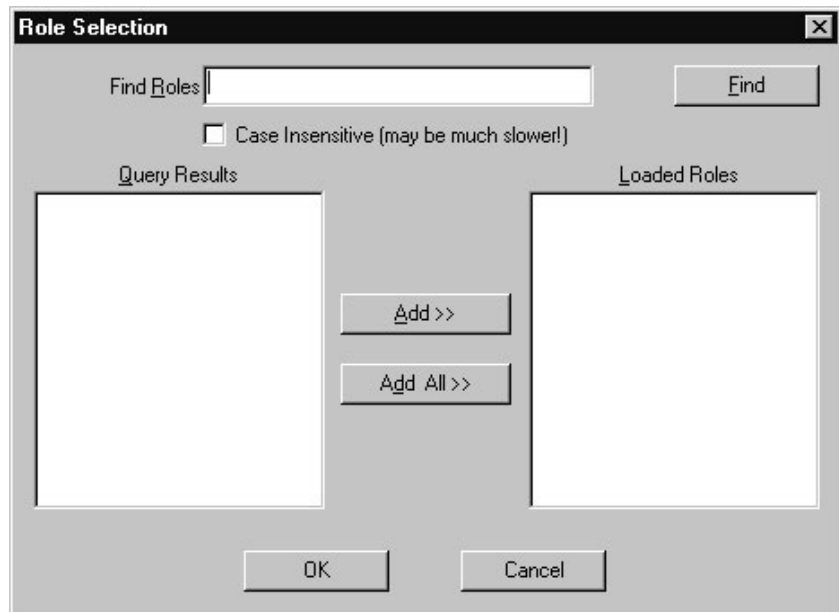 Role Selection
Find Roles
Find
Case Insensitive (may be much slower!)
Query Results
Loaded Roles
Add >>
Add All >>
OK
Cancel